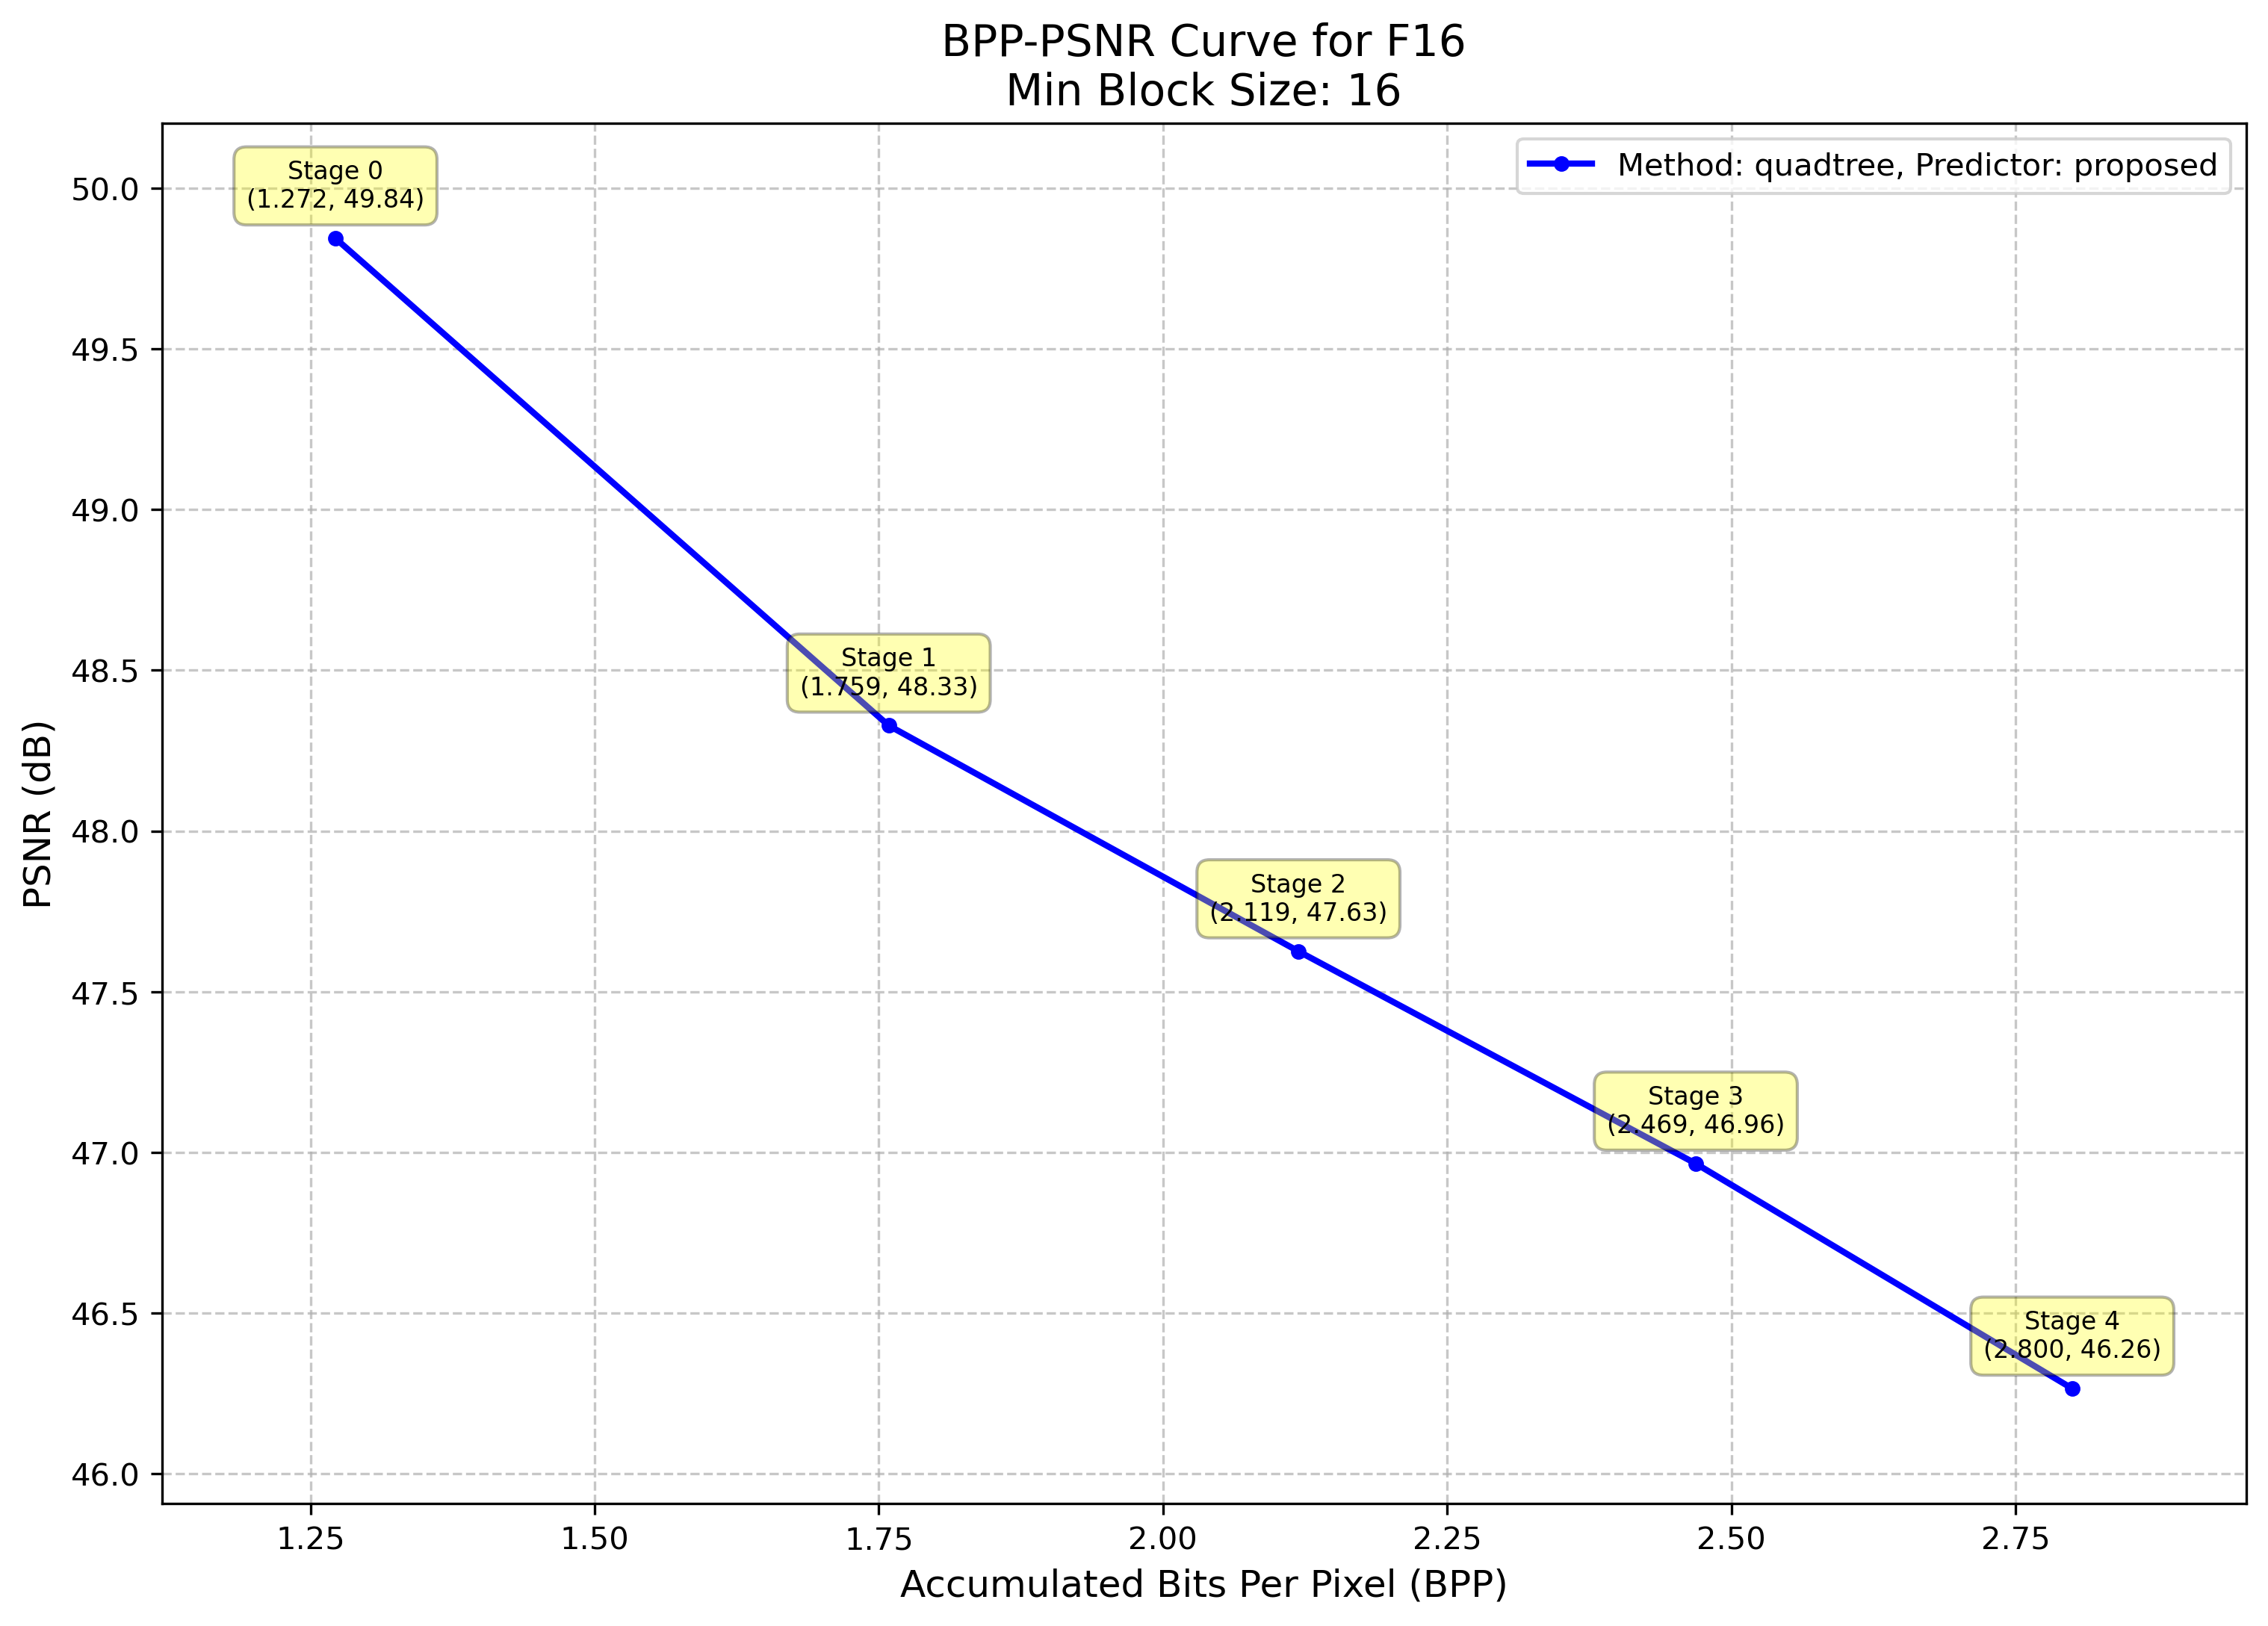 BPP-PSNR Curve for F16
Min Block Size: 16
Method: quadtree, Predictor: proposed
Stage 0
(1.272, 49.84)
Stage 1
(1.759, 48.33)
Stage 2
(2.119, 47.63)
Stage 3
(2.469, 46.96)
Stage 4
(2.800, 46.26)
PSNR (dB)
50.0
49.5
49.0
48.5
48.0
47.5
47.0
46.5
46.0
1.25 1.50 1.75 2.00 2.25 2.50 2.75
Accumulated Bits Per Pixel (BPP)